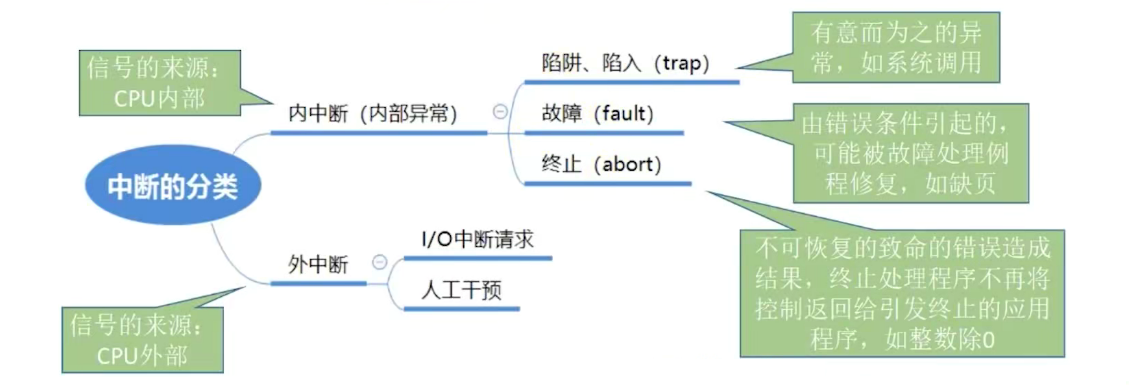 有意而为之的异
常，如系统调用
陷阱、陷入（trap）
信号的来源：
CPU内部
内中断（内部异常）
故障（fault）
由错误条件引起的，
可能被故障处理例
程修复，如缺页
终止（abort）
中断的分类
不可恢复的致命的错误造成
结果，终止处理程序不再将
控制返回给引发终止的应用
程序，如整数除0
I/O中断请求
外中断
人工干预
信号的来源：
CPU外部